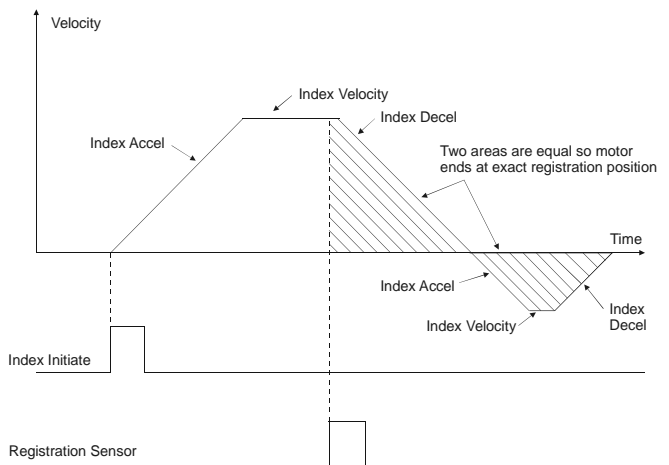 Velocity
Index Velocity
Index Decel
Index Accel
Two areas are equal so motor
ends at exact registration position
Time
Index Accel
Index Velocity
Index
Decel
Index Initiate
Registration Sensor